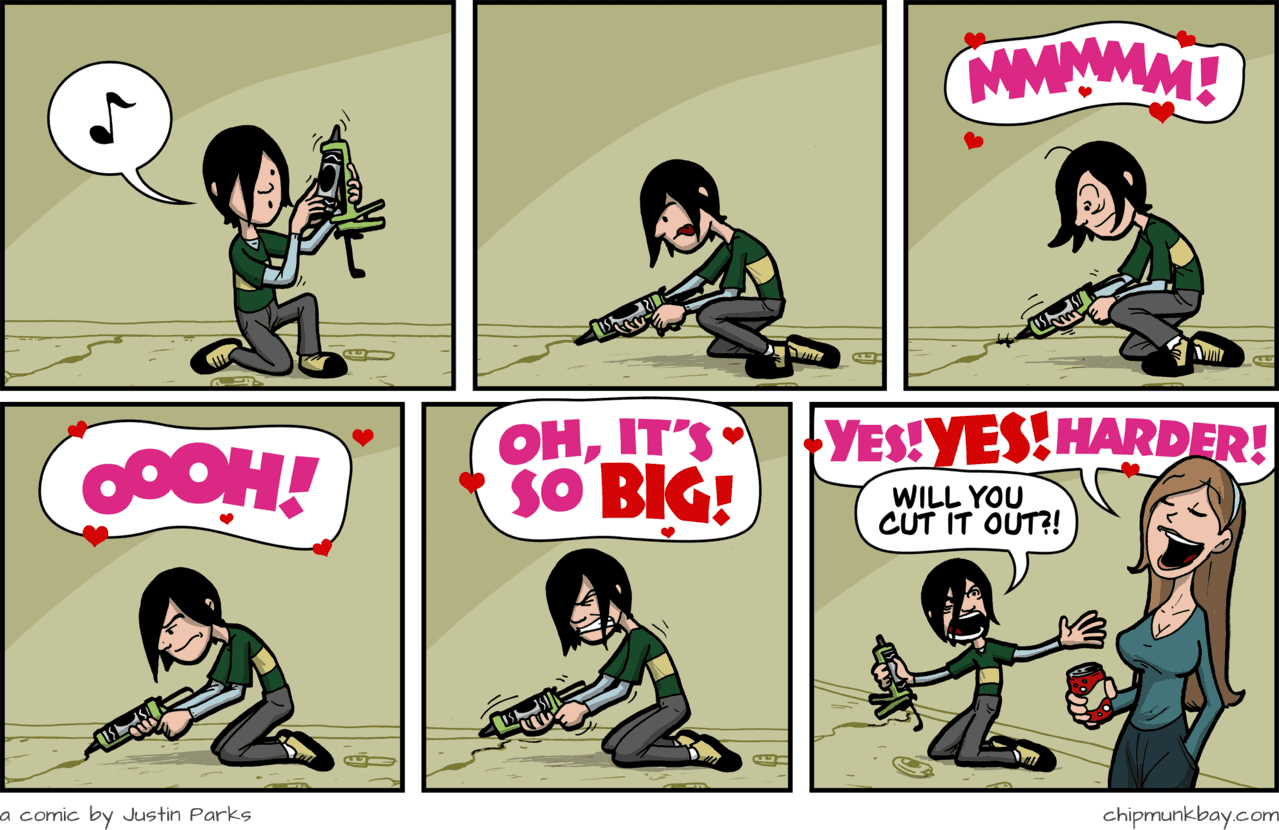 MMMMM!
OOOH!
OH, IT'S
SO BIG!
YES! YES! HARDER!
WILL YOU
CUT IT OUT?!
a comic by Justin Parks
chipmunkbay.com